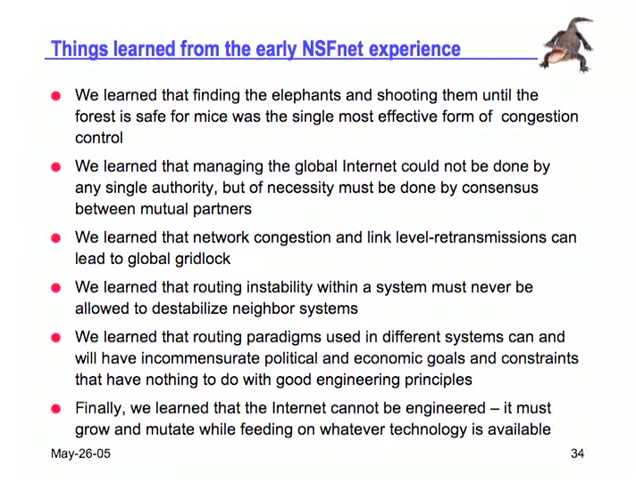 Things learned from the early NSFnet experience
We learned that finding the elephants and shooting them until the
forest is safe for mice was the single most effective form of congestion
control
We learned that managing the global Internet could not be done by
any single authority, but of necessity must be done by consensus
between mutual partners
We learned that network congestion and link level-retransmissions can
lead to global gridlock
We learned that routing instability within a system must never be
allowed to destabilize neighbor systems
We learned that routing paradigms used in different systems can and
will have incommensurate political and economic goals and constraints
that have nothing to do with good engineering principles
Finally, we learned that the Internet cannot be engineered – it must
grow and mutate while feeding on whatever technology is available
May-26-05
34